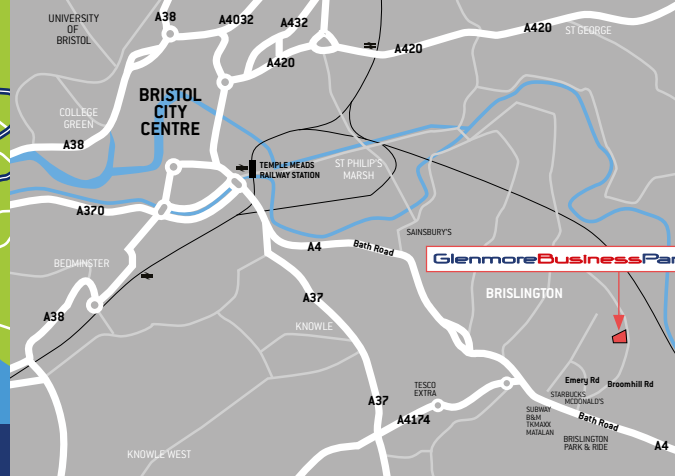 UNIVERSITY
OF
BRISTOL
A38
A4032
A432
A420
A420
A420
ST GEORGE
BRISTOL
CITY
CENTRE
COLLEGE
GREEN
A38
TEMPLE MEADS
RAILWAY STATION
ST PHILIP'S
MARSH
A370
SAINSBURY'S
A4
Bath Road
GlenmoreBusinessPar
BEDMINSTER
BRISLINGTON
A37
A38
KNOWLE
TESCO
EXTRA
Emery Rd
Broomhill Rd
STARBUCKS
MCDONALD'S
A37
A4174
SUBWAY
B&M
TKMAXX
MATALAN
Bath Road
BRISLINGTON
PARK & RIDE
A4
KNOWLE WEST